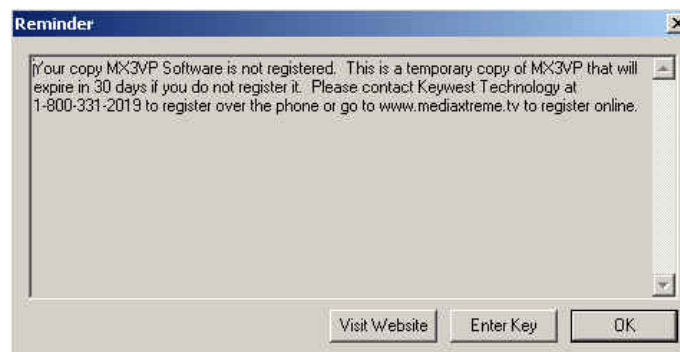 Reminder
Your copy MX3VP Software is not registered. This is a temporary copy of MX3VP that will
expire in 30 days if you do not register it. Please contact Keywest Technology at
1-800-331-2019 to register over the phone or go to www.mediaxtreme.tv to register online.
Visit Website
Enter Key
OK